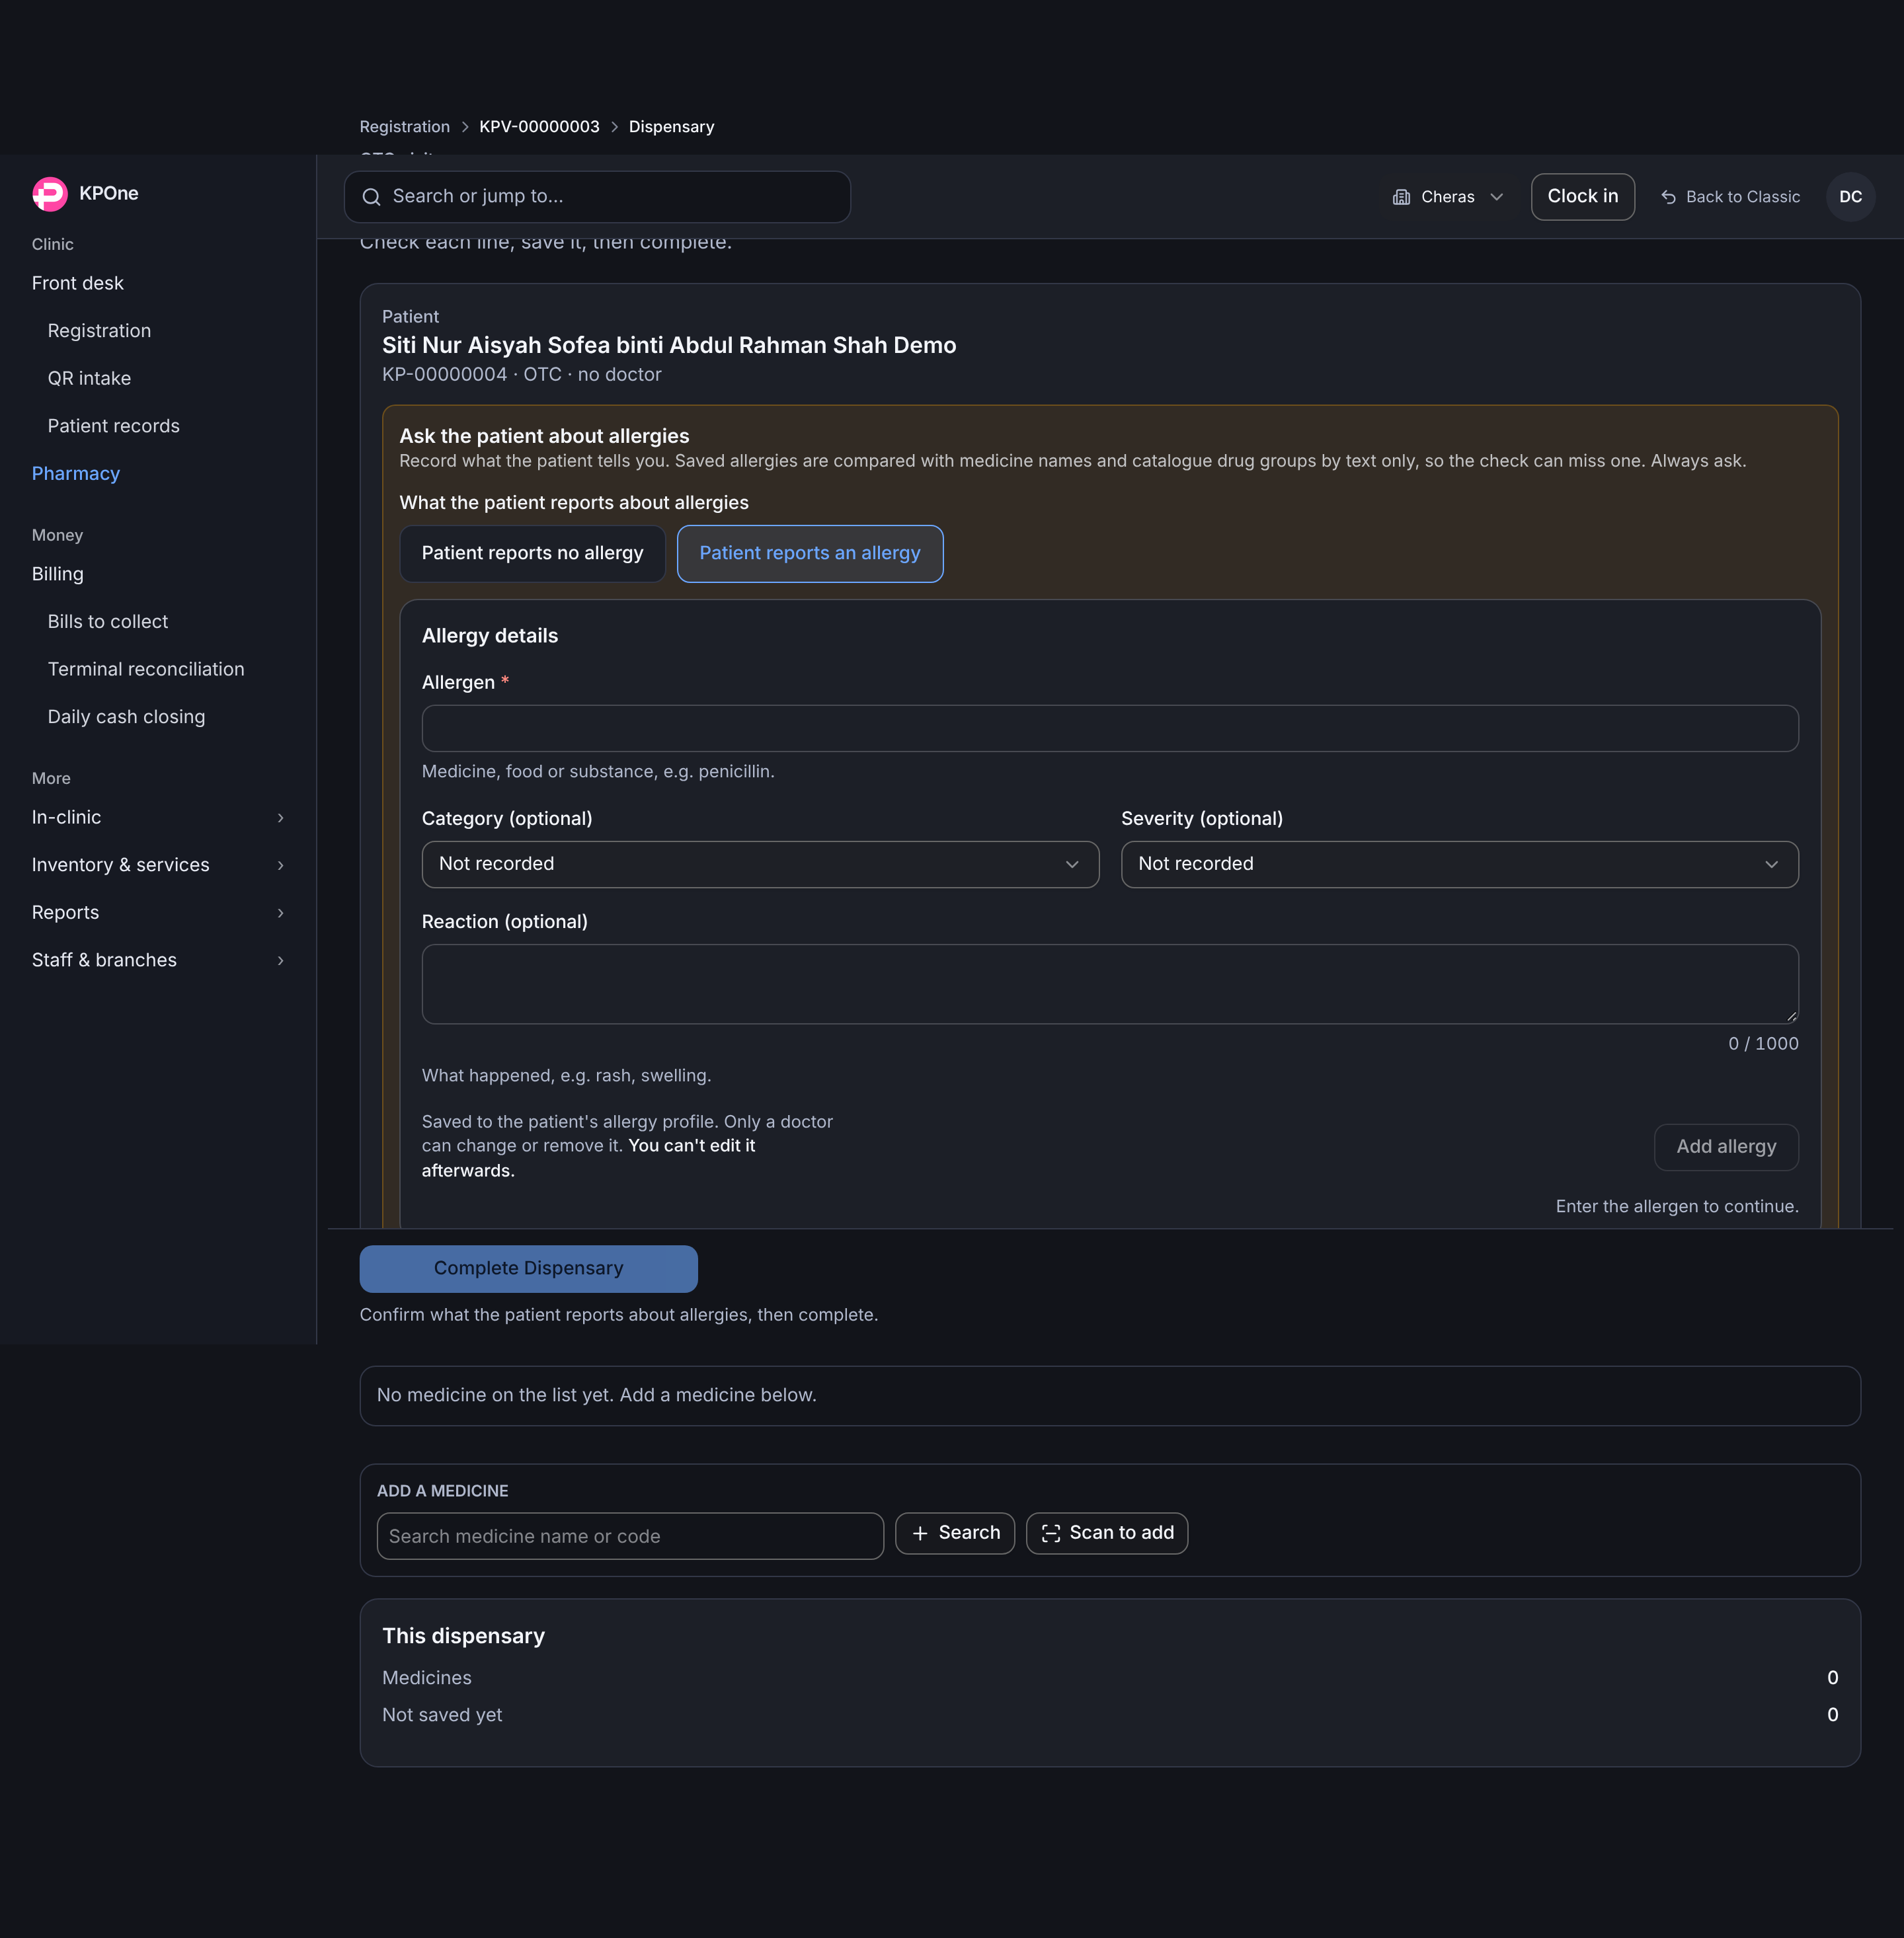 Registration > KPV-00000003 > Dispensary
KPOne
Search or jump to...
Cheras
Clock in
Back to Classic
DC
Check each line, save it, then complete.
Clinic
Front desk
Registration
QR intake
Patient records
Pharmacy
Money
Billing
Bills to collect
Terminal reconciliation
Daily cash closing
More
In-clinic
Inventory & services
Reports
Staff & branches
Patient
Siti Nur Aisyah Sofea binti Abdul Rahman Shah Demo
KP-00000004 · OTC · no doctor
Ask the patient about allergies
Record what the patient tells you. Saved allergies are compared with medicine names and catalogue drug groups by text only, so the check can miss one. Always ask.
What the patient reports about allergies
Patient reports no allergy
Patient reports an allergy
Allergy details
Allergen *
Medicine, food or substance, e.g. penicillin.
Category (optional)
Severity (optional)
Not recorded
Not recorded
Reaction (optional)
0 / 1000
What happened, e.g. rash, swelling.
Saved to the patient's allergy profile. Only a doctor
can change or remove it. You can't edit it
afterwards.
Add allergy
Enter the allergen to continue.
Complete Dispensary
Confirm what the patient reports about allergies, then complete.
No medicine on the list yet. Add a medicine below.
ADD A MEDICINE
Search medicine name or code
Search
Scan to add
This dispensary
Medicines 0
Not saved yet 0